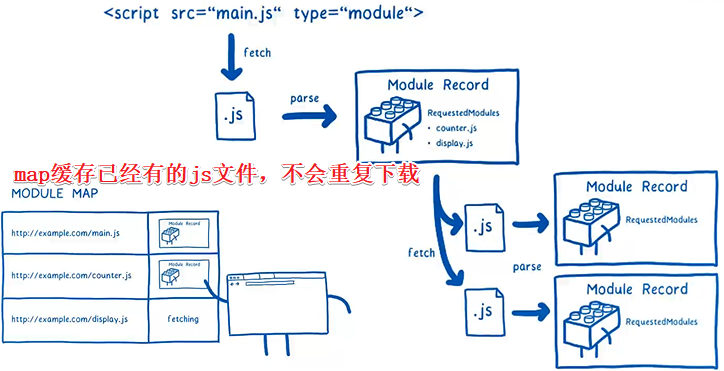 <script src=“main.js“ type=“module“>
fetch
.js
parse
Module Record
RequestedModules
• counter.js
• display.js
map缓存已经有的js文件，不会重复下载
MODULE MAP
http://example.com/main.js
Module Record
http://example.com/counter.js
Module Record
http://example.com/display.js
fetching
fetch
.js
parse
Module Record
RequestedModules
.js
Module Record
RequestedModules